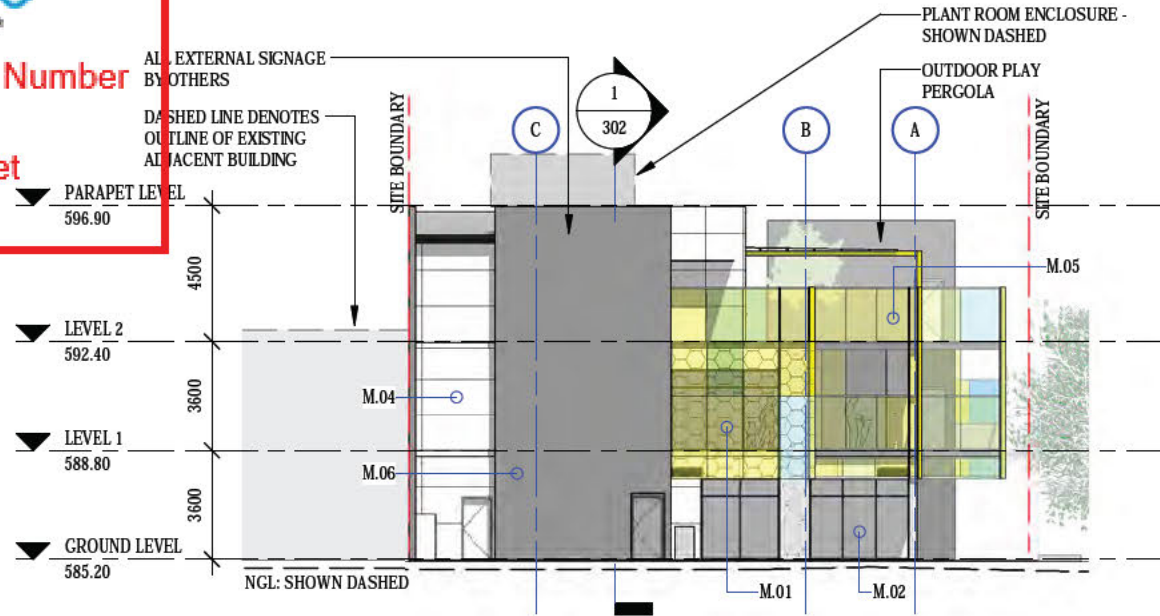 PLANT ROOM ENCLOSURE -
SHOWN DASHED
ALL EXTERNAL SIGNAGE
BY OTHERS
Number
OUTDOOR PLAY
PERGOLA
1
302
C
B
A
DASHED LINE DENOTES
OUTLINE OF EXISTING
ADJACENT BUILDING
SITE BOUNDARY
SITE BOUNDARY
PARAPET LEVEL
596.90
4500
M.05
LEVEL 2
592.40
3600
M.04
LEVEL 1
588.80
M.06
3600
GROUND LEVEL
585.20
NGL: SHOWN DASHED
M.01
M.02